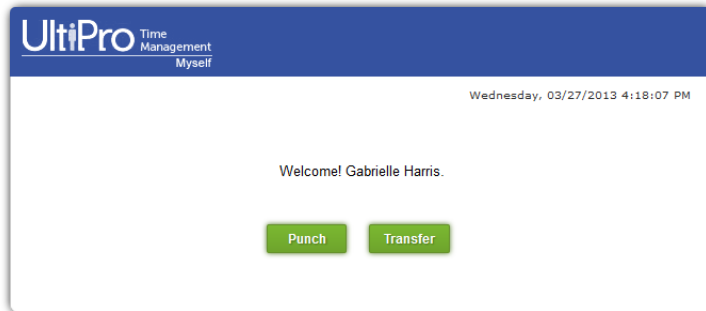 UltiPro Time Management
Myself
Wednesday, 03/27/2013 4:18:07 PM
Welcome! Gabrielle Harris.
Punch Transfer